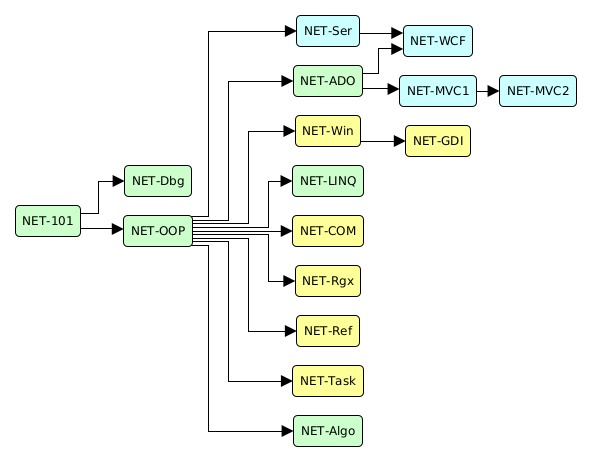 NET-Ser
NET-WCF
NET-ADO
NET-MVC1
NET-MVC2
NET-Win
NET-GDI
NET-Dbg
NET-LINQ
NET-101
NET-OOP
NET-COM
NET-Rgx
NET-Ref
NET-Task
NET-Algo